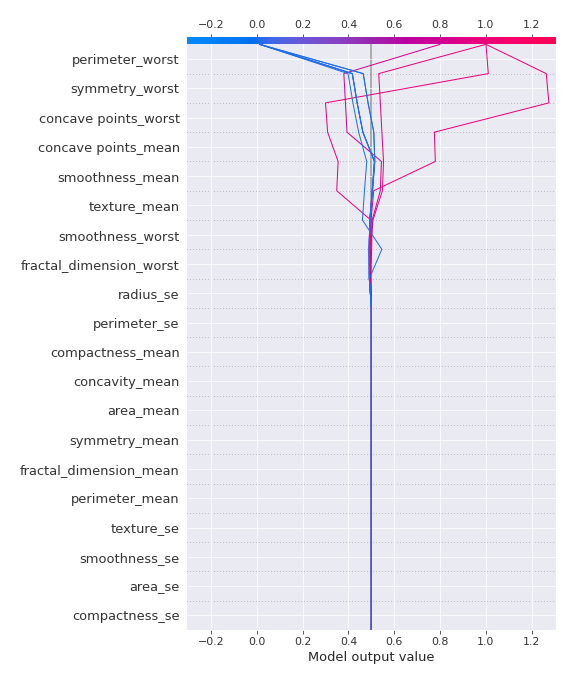 −0.2 0.0 0.2 0.4 0.6 0.8 1.0 1.2
perimeter_worst
symmetry_worst
concave points_worst
concave points_mean
smoothness_mean
texture_mean
smoothness_worst
fractal_dimension_worst
radius_se
perimeter_se
compactness_mean
concavity_mean
area_mean
symmetry_mean
fractal_dimension_mean
perimeter_mean
texture_se
smoothness_se
area_se
compactness_se
−0.2 0.0 0.2 0.4 0.6 0.8 1.0 1.2
Model output value